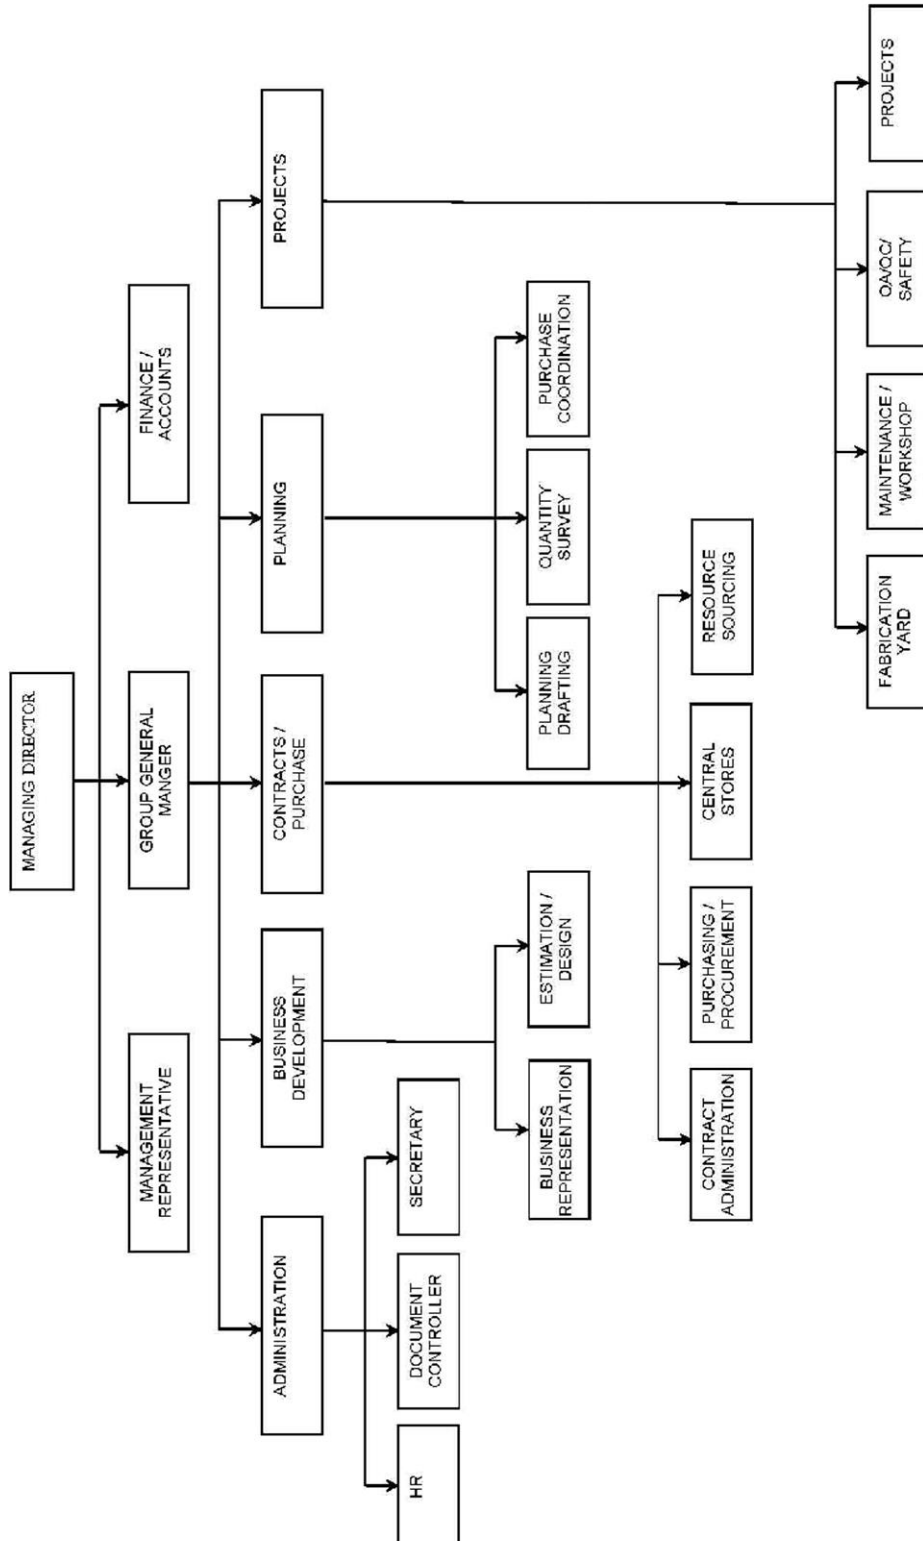 MANAGING DIRECTOR
MANAGEMENT
REPRESENTATIVE
GROUP GENERAL
MANGER
FINANCE /
ACCOUNTS
ADMINISTRATION
BUSINESS
DEVELOPMENT
CONTRACTS /
PURCHASE
PLANNING
PROJECTS
HR
DOCUMENT
CONTROLLER
SECRETARY
BUSINESS
REPRESENTATION
ESTIMATION /
DESIGN
PLANNING
DRAFTING
QUANTITY
SURVEY
PURCHASE
COORDINATION
CONTRACT
ADMINISTRATION
PURCHASING /
PROCUREMENT
CENTRAL
STORES
RESOURCE
SOURCING
FABRICATION
YARD
MAINTENANCE /
WORKSHOP
QA/QC/
SAFETY
PROJECTS